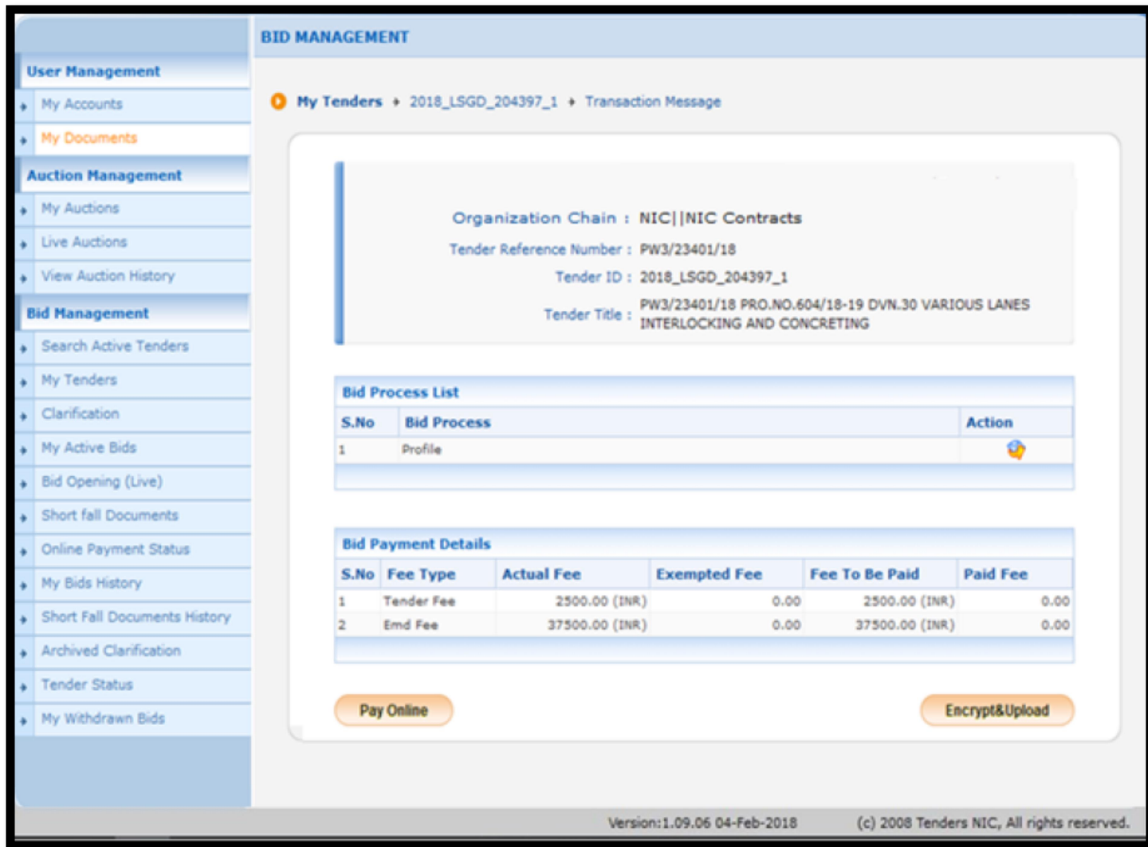 BID MANAGEMENT
User Management
My Accounts
My Documents
Auction Management
My Auctions
Live Auctions
View Auction History
Bid Management
Search Active Tenders
My Tenders
Clarification
My Active Bids
Bid Opening (Live)
Short fall Documents
Online Payment Status
My Bids History
Short Fall Documents History
Archived Clarification
Tender Status
My Withdrawn Bids
My Tenders 2018_LSGD_204397_1 Transaction Message
Organization Chain : NIC||NIC Contracts
Tender Reference Number : PW3/23401/18
Tender ID : 2018_LSGD_204397_1
Tender Title : PW3/23401/18 PRO.NO.604/18-19 DVN.30 VARIOUS LANES
INTERLOCKING AND CONCRETING
Bid Process List
S.No Bid Process Action
1 Profile
Bid Payment Details
S.No Fee Type Actual Fee Exempted Fee Fee To Be Paid Paid Fee
1 Tender Fee 2500.00 (INR) 0.00 2500.00 (INR) 0.00
2 Emd Fee 37500.00 (INR) 0.00 37500.00 (INR) 0.00
Pay Online Encrypt&Upload
Version:1.09.06 04-Feb-2018 (c) 2008 Tenders NIC, All rights reserved.